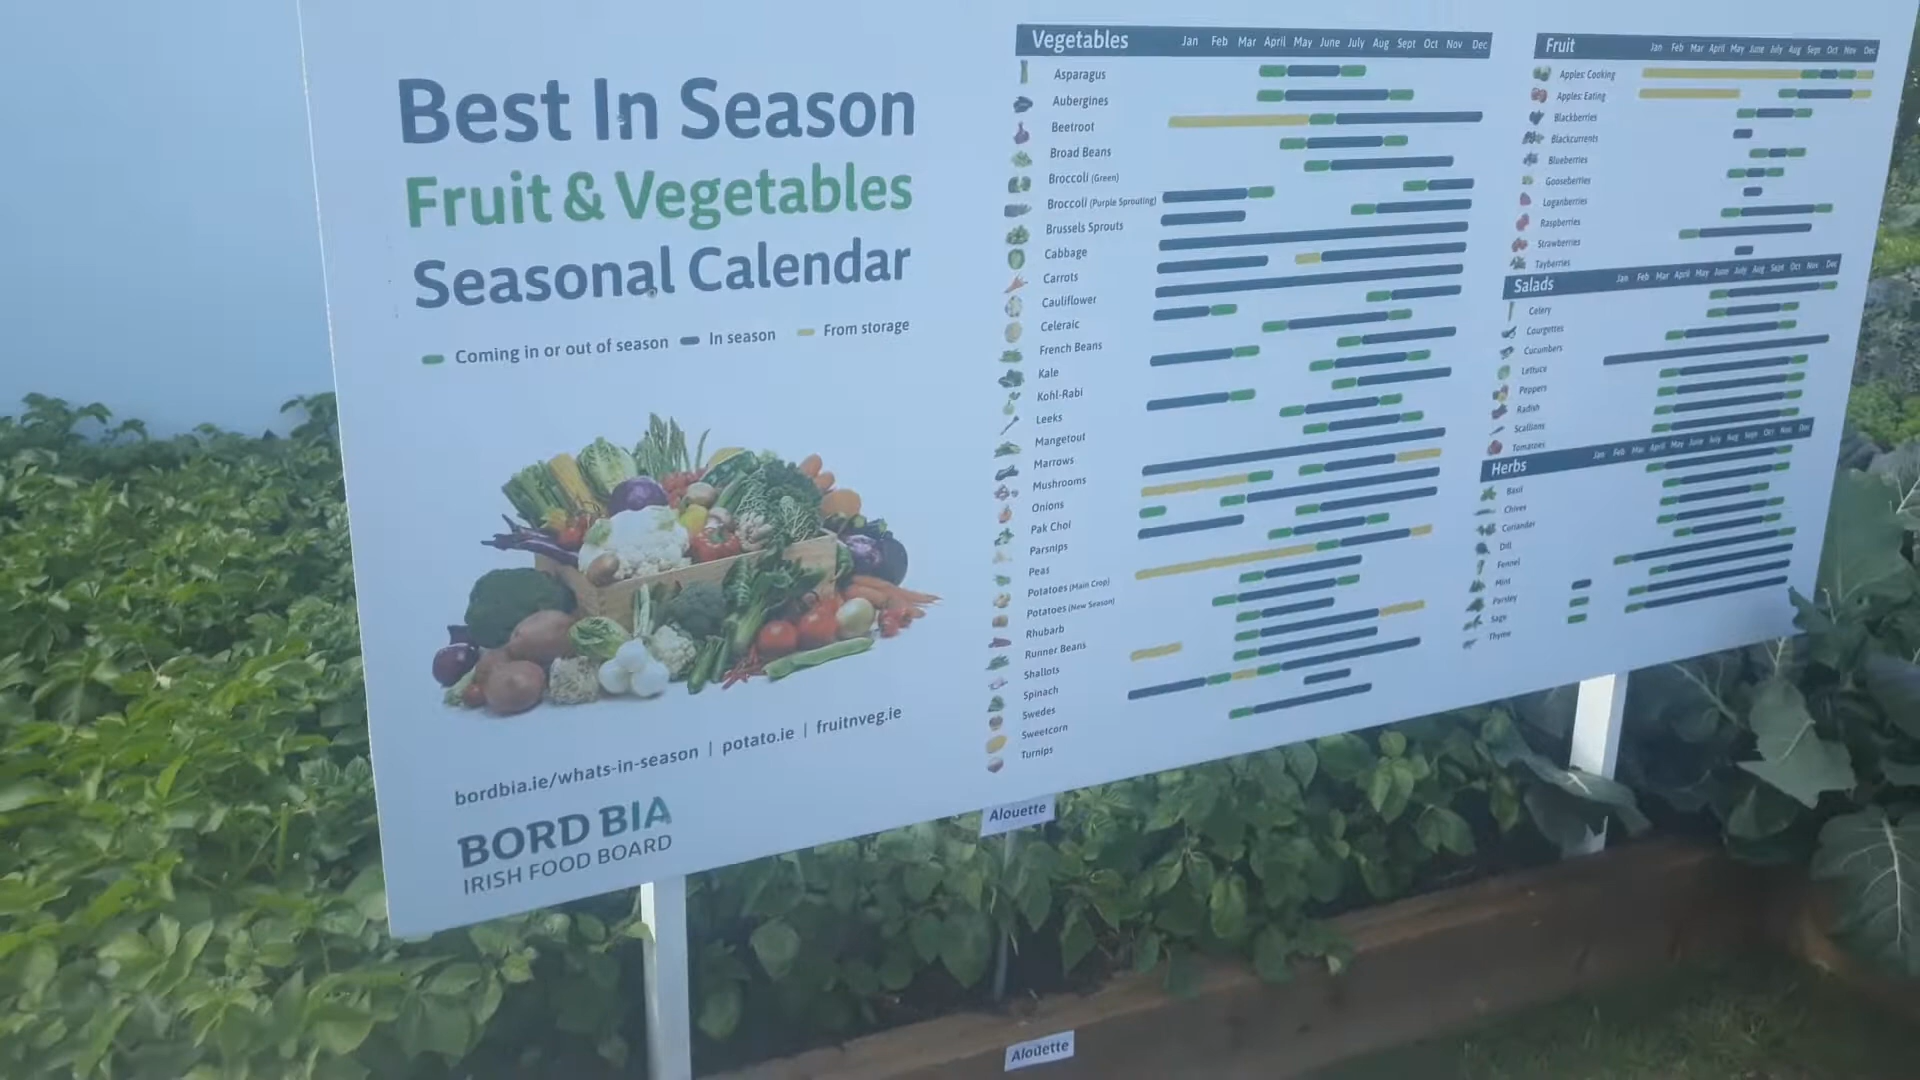 Best In Season
Fruit & Vegetables
Seasonal Calendar
Coming in or out of season In season From storage
bordbia.ie/whats-in-season | potato.ie | fruitnveg.ie
BORD BIA
IRISH FOOD BOARD
Vegetables Jan Feb Mar April May June July Aug Sept Oct Nov Dec
Asparagus
Aubergines
Beetroot
Broad Beans
Broccoli (Green)
Broccoli (Purple Sprouting)
Brussels Sprouts
Cabbage
Carrots
Cauliflower
Celeraic
French Beans
Kale
Kohl-Rabi
Leeks
Mangetout
Marrows
Mushrooms
Onions
Pak Choi
Parsnips
Peas
Potatoes (Main Crop)
Potatoes (New Season)
Rhubarb
Runner Beans
Shallots
Spinach
Swedes
Sweetcorn
Turnips
Fruit Jan Feb Mar April May June July Aug Sept Oct Nov Dec
Apples: Cooking
Apples: Eating
Blackberries
Blackcurrents
Blueberries
Gooseberries
Loganberries
Raspberries
Strawberries
Tayberries
Salads Jan Feb Mar April May June July Aug Sept Oct Nov Dec
Celery
Courgettes
Cucumbers
Lettuce
Peppers
Radish
Scallions
Tomatoes
Herbs Jan Feb Mar April May June July Aug Sept Oct Nov Dec
Basil
Chives
Coriander
Dill
Fennel
Mint
Parsley
Sage
Thyme
Alouette
Alouette